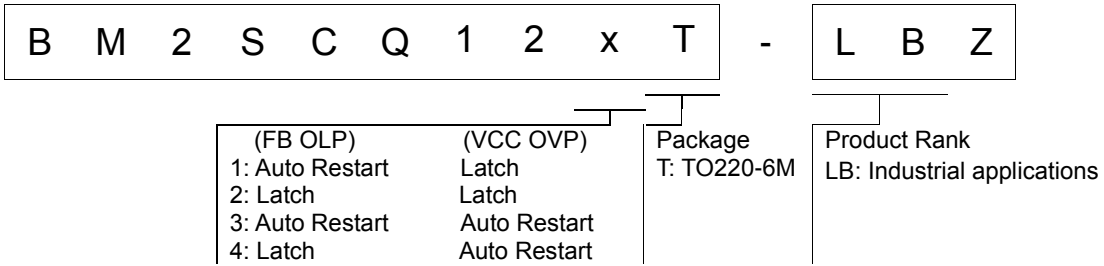 B M 2 S C Q 1 2 x T - L B Z
(FB OLP) (VCC OVP) Package Product Rank
1: Auto Restart Latch T: TO220-6M LB: Industrial applications
2: Latch Latch
3: Auto Restart Auto Restart
4: Latch Auto Restart